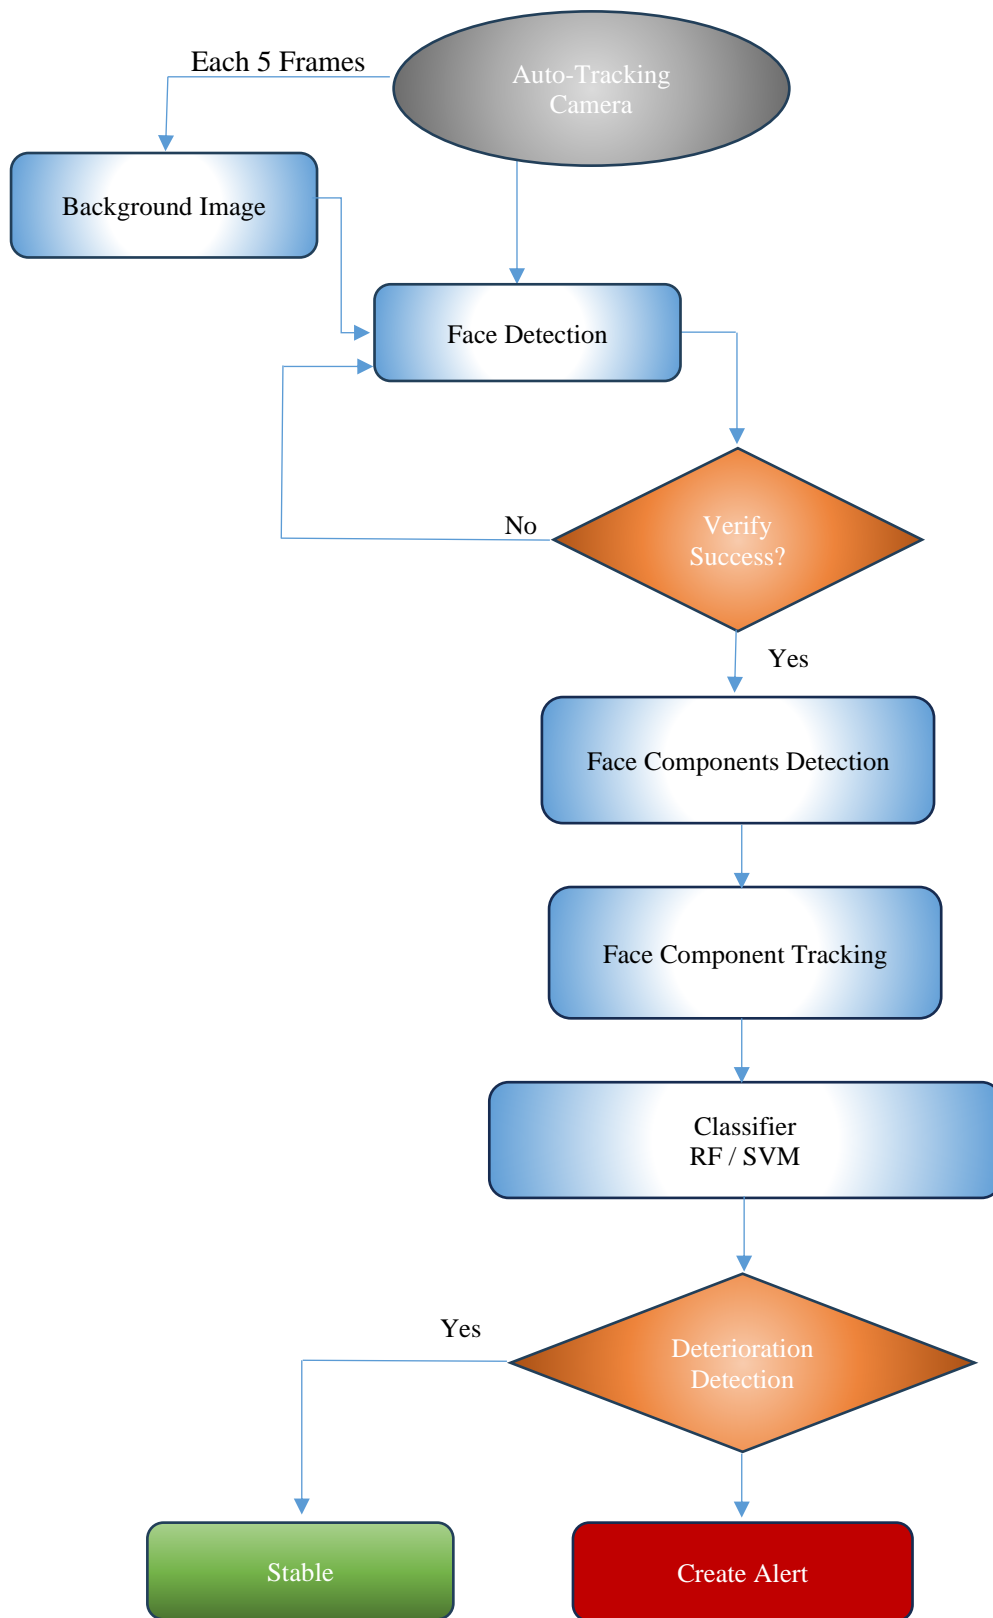 Each 5 Frames
Auto-Tracking
Camera
Background Image
Face Detection
No
Verify
Success?
Yes
Face Components Detection
Face Component Tracking
Classifier
RF / SVM
Yes
Deterioration
Detection
Stable
Create Alert